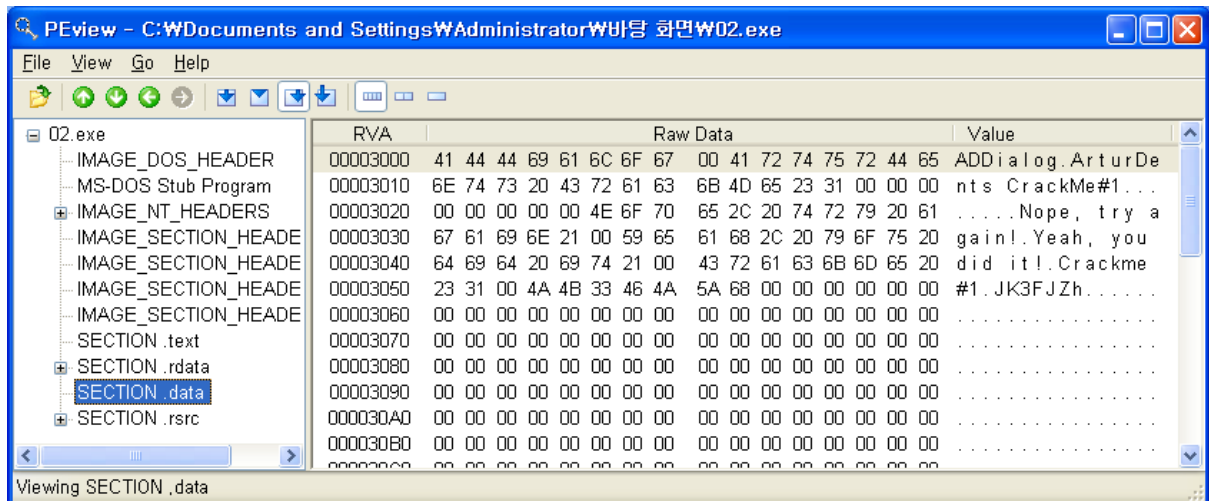 PEview - C:₩Documents and Settings₩Administrator₩바탕 화면₩02.exe
File View Go Help
02.exe
IMAGE_DOS_HEADER
MS-DOS Stub Program
IMAGE_NT_HEADERS
IMAGE_SECTION_HEADE
IMAGE_SECTION_HEADE
IMAGE_SECTION_HEADE
IMAGE_SECTION_HEADE
SECTION .text
SECTION .rdata
SECTION .data
SECTION .rsrc
RVA Raw Data Value
00003000 41 44 44 69 61 6C 6F 67 00 41 72 74 75 72 44 65 ADDialog.ArturDe
00003010 6E 74 73 20 43 72 61 63 6B 4D 65 23 31 00 00 00 nts CrackMe#1...
00003020 00 00 00 00 00 4E 6F 70 65 2C 20 74 72 79 20 61 .....Nope, try a
00003030 67 61 69 6E 21 00 59 65 61 68 2C 20 79 6F 75 20 gain!.Yeah, you
00003040 64 69 64 20 69 74 21 00 43 72 61 63 6B 6D 65 20 did it!.Crackme
00003050 23 31 00 4A 4B 33 46 4A 5A 68 00 00 00 00 00 00 #1.JK3FJZh......
00003060 00 00 00 00 00 00 00 00 00 00 00 00 00 00 00 00 ................
00003070 00 00 00 00 00 00 00 00 00 00 00 00 00 00 00 00 ................
00003080 00 00 00 00 00 00 00 00 00 00 00 00 00 00 00 00 ................
00003090 00 00 00 00 00 00 00 00 00 00 00 00 00 00 00 00 ................
000030A0 00 00 00 00 00 00 00 00 00 00 00 00 00 00 00 00 ................
000030B0 00 00 00 00 00 00 00 00 00 00 00 00 00 00 00 00 ................
Viewing SECTION .data